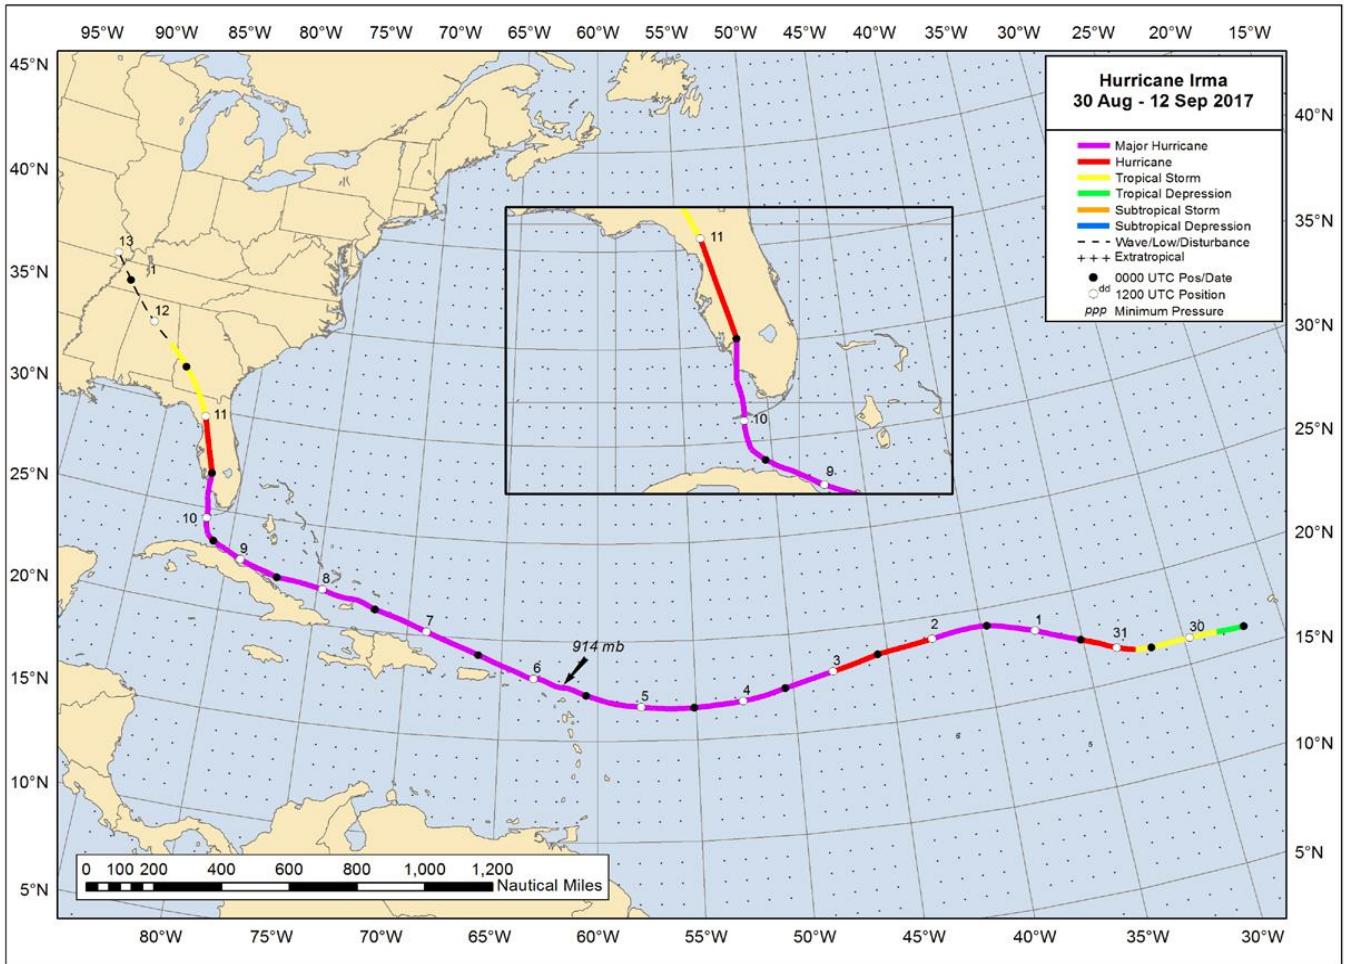 95°W 90°W 85°W 80°W 75°W 70°W 65°W 60°W 55°W 50°W 45°W 40°W 35°W 30°W 25°W 20°W 15°W
45°N
Hurricane Irma
30 Aug - 12 Sep 2017
40°N
Major Hurricane
Hurricane
Tropical Storm
Tropical Depression
Subtropical Storm
Subtropical Depression
Wave/Low/Disturbance
+++ Extratropical
0000 UTC Pos/Date
dd 1200 UTC Position
ppp Minimum Pressure
40°N
35°N
35°N
30°N
30°N
25°N
25°N
20°N
20°N
15°N
15°N
10°N
10°N
5°N
5°N
13
12
11
10
9
8
7
6
914 mb
5
4
3
2
1
31
30
11
10
9
0 100 200 400 600 800 1,000 1,200
Nautical Miles
80°W 75°W 70°W 65°W 60°W 55°W 50°W 45°W 40°W 35°W 30°W